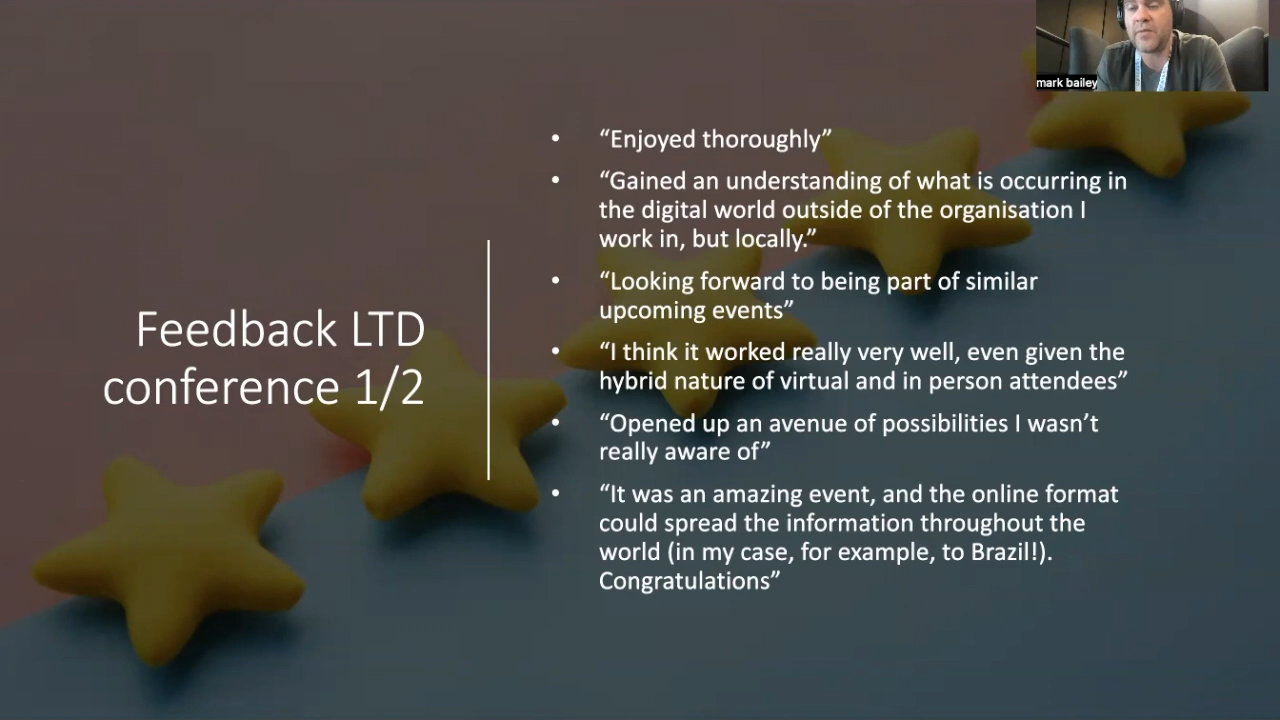 mark bailey
Feedback LTD
conference 1/2
• “Enjoyed thoroughly”
• “Gained an understanding of what is occurring in
the digital world outside of the organisation I
work in, but locally.”
• “Looking forward to being part of similar
upcoming events”
• “I think it worked really very well, even given the
hybrid nature of virtual and in person attendees”
• “Opened up an avenue of possibilities I wasn’t
really aware of”
• “It was an amazing event, and the online format
could spread the information throughout the
world (in my case, for example, to Brazil!).
Congratulations”